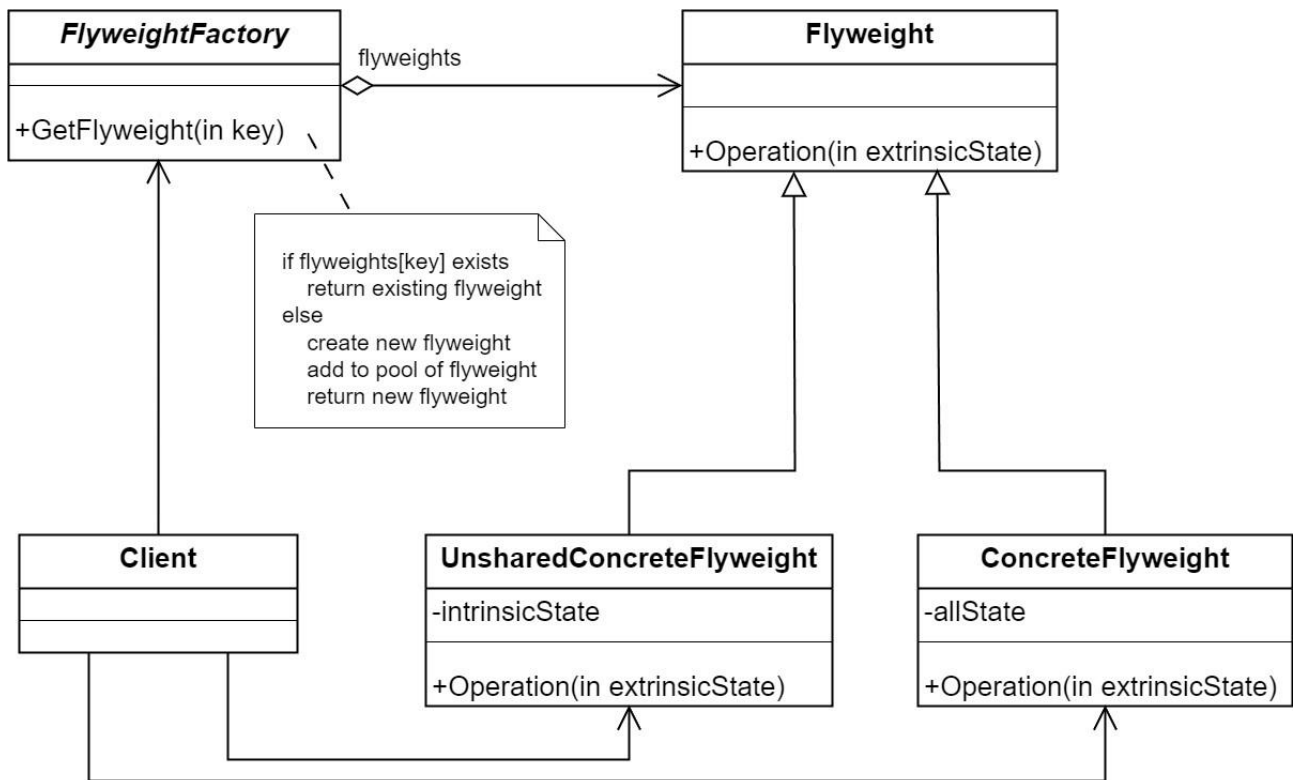 FlyweightFactory
+GetFlyweight(in key)
flyweights
Flyweight
+Operation(in extrinsicState)
if flyweights[key] exists
return existing flyweight
else
create new flyweight
add to pool of flyweight
return new flyweight
Client
UnsharedConcreteFlyweight
-intrinsicState
+Operation(in extrinsicState)
ConcreteFlyweight
-allState
+Operation(in extrinsicState)